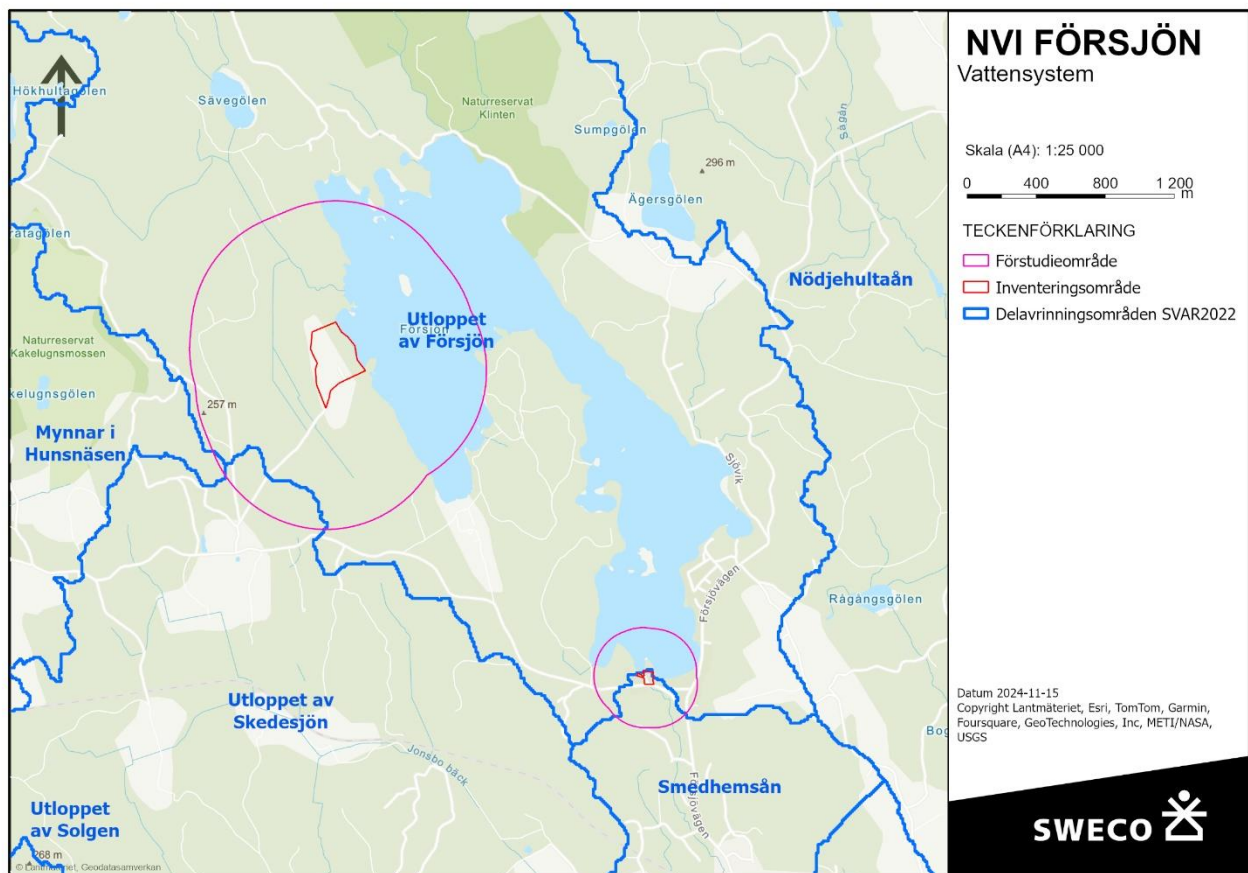 Hökhultagölen
Sävegölen
Naturreservat
Klinten
Sumpgölen
Sågån
296 m
Ägersgölen
Nödjehultaån
Utloppet
av Försjön
Försjön
Naturreservat
Kakelugnsmossen
257 m
Mynnar i
Hunsnäsen
Sjövik
Försjövägen
Rågångsgölen
Utloppet av
Skedesjön
Jonsbo bäck
Smedhemsån
Försjövägen
Utloppet
av Solgen
268 m
© Lantmäteriet, Geodatasamverkan
NVI FÖRSJÖN
Vattensystem
Skala (A4): 1:25 000
0 400 800 1 200
m
TECKENFÖRKLARING
Förstudieområde
Inventeringsområde
Delavrinningsområden SVAR2022
Datum 2024-11-15
Copyright Lantmäteriet, Esri, TomTom, Garmin,
Foursquare, GeoTechnologies, Inc, METI/NASA,
USGS
SWECO